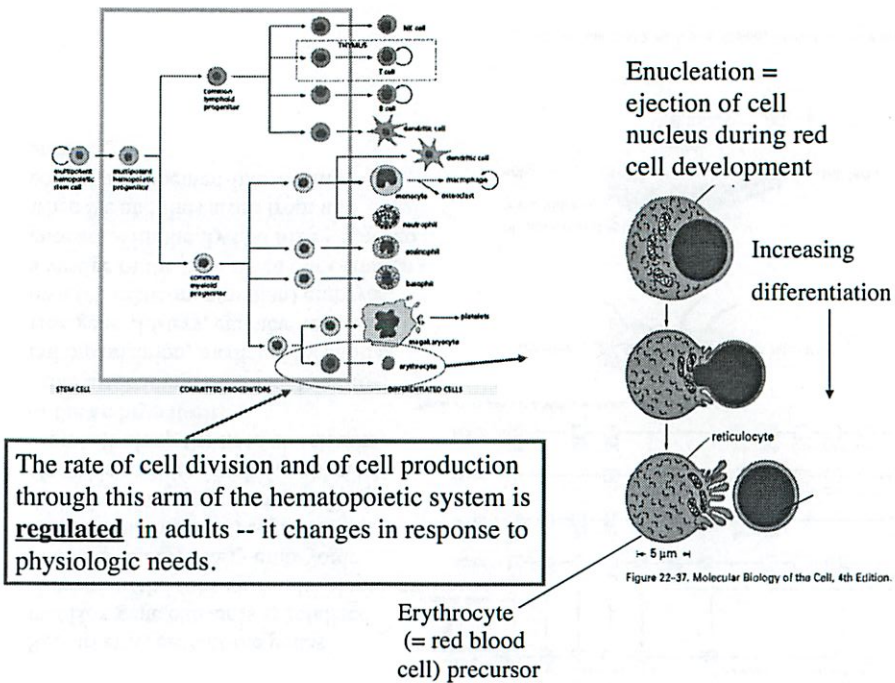 NK cell
THYMUS
T cell
common
lymphoid
progenitor
B cell
dendritic cell
multipotent
hemopoietic
stem cell
multipotent
hemopoietic
progenitor
dendritic cell
macrophage
monocyte
osteoclast
neutrophil
eosinophil
common
myeloid
progenitor
basophil
platelets
megakaryocyte
erythrocyte
STEM CELL
COMMITTED PROGENITORS
DIFFERENTIATED CELLS
Enucleation =
ejection of cell
nucleus during red
cell development
Increasing
differentiation
reticulocyte
5 µm
Figure 22-37. Molecular Biology of the Cell, 4th Edition.
The rate of cell division and of cell production
through this arm of the hematopoietic system is
regulated in adults -- it changes in response to
physiologic needs.
Erythrocyte
(= red blood
cell) precursor